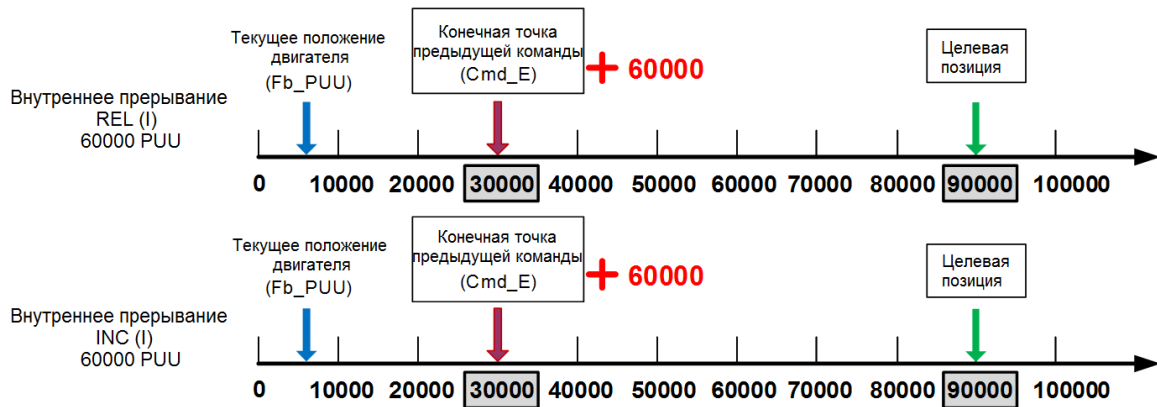 Текущее положение
двигателя
(Fb_PUU)
Конечная точка
предыдущей команды
(Cmd_E)
+ 60000
Целевая
позиция
Внутреннее прерывание
REL (I)
60000 PUU
0 10000 20000 30000 40000 50000 60000 70000 80000 90000 100000
Текущее положение
двигателя
(Fb_PUU)
Конечная точка
предыдущей команды
(Cmd_E)
+ 60000
Целевая
позиция
Внутреннее прерывание
INC (I)
60000 PUU
0 10000 20000 30000 40000 50000 60000 70000 80000 90000 100000